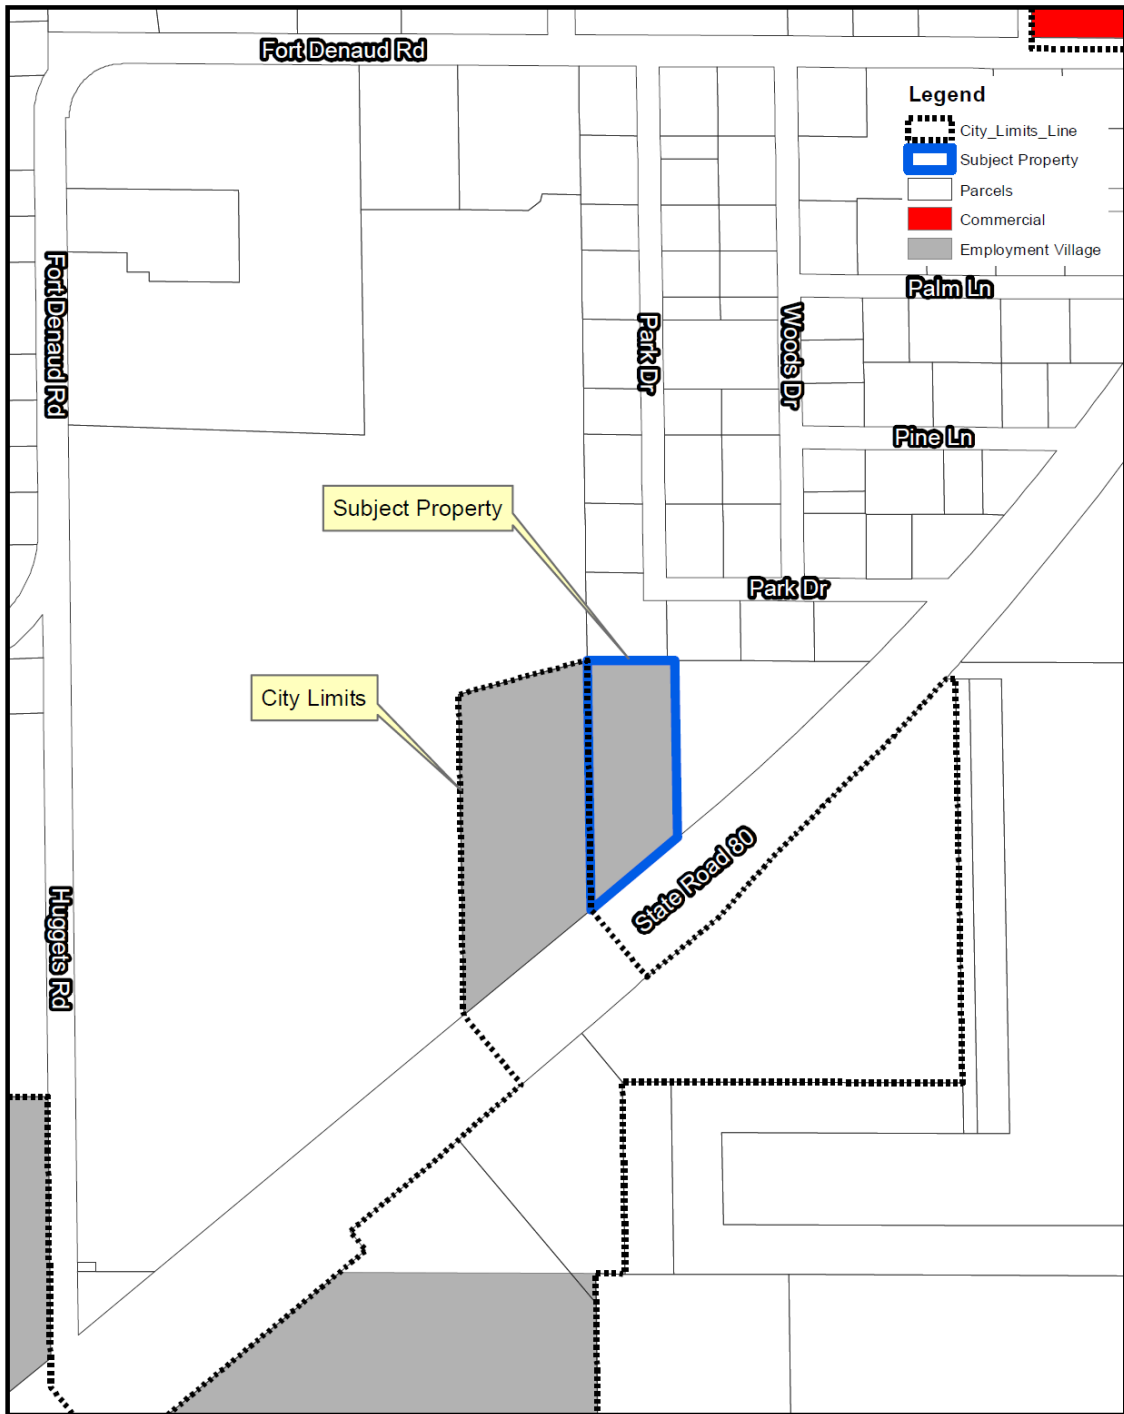 Fort Denaud Rd
Legend
City_Limits_Line
Subject Property
Parcels
Commercial
Employment Village
Fort Denaud Rd
Palm Ln
Park Dr
Woods Dr
Pine Ln
Subject Property
Park Dr
City Limits
State Road 80
Huggets Rd